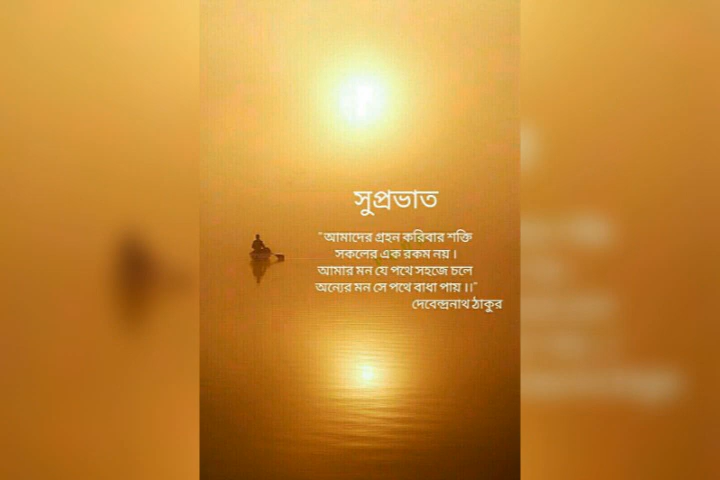 সুপ্রভাত
"আমাদের গ্রহন করিবার শক্তি
সকলের এক রকম নয়।
আমার মন যে পথে সহজে চলে
অন্যের মন সে পথে বাধা পায়।।"
দেবেন্দ্রনাথ ঠাকুর